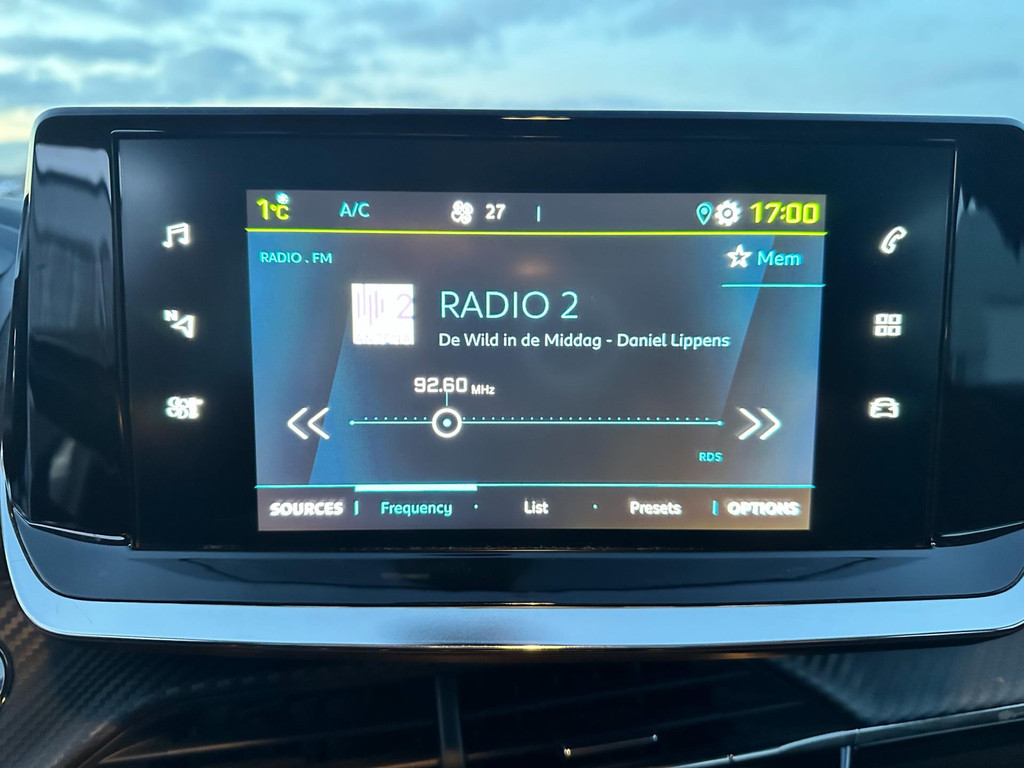 1°C A/C 27 17:00
RADIO . FM
Mem
2
RADIO 2
De Wild in de Middag - Daniel Lippens
92.60 MHz
N
RDS
SOURCES Frequency List Presets OPTIONS